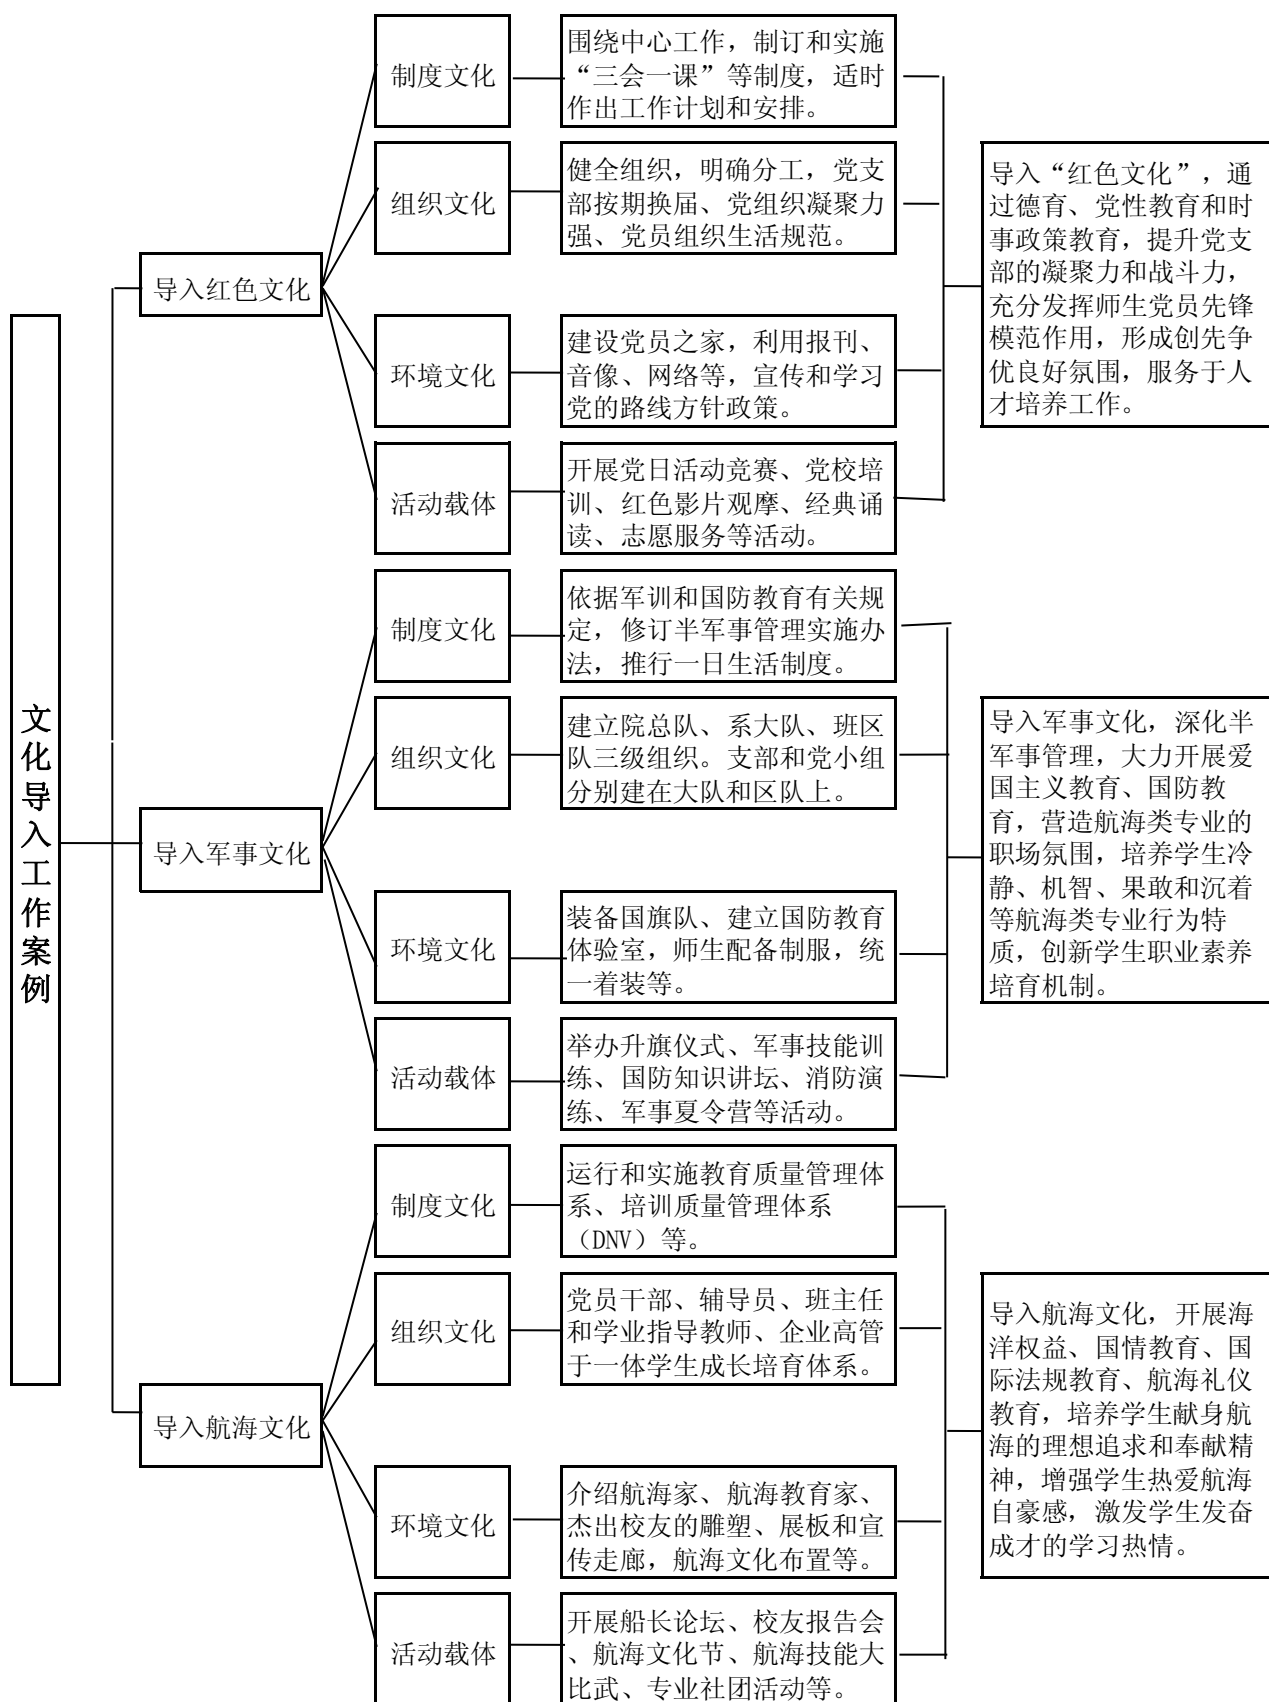 文化导入工作案例
导入红色文化
制度文化
围绕中心工作，制订和实施
“三会一课”等制度，适时
作出工作计划和安排。
组织文化
健全组织，明确分工，党支
部按期换届、党组织凝聚力
强、党员组织生活规范。
环境文化
建设党员之家，利用报刊、
音像、网络等，宣传和学习
党的路线方针政策。
活动载体
开展党日活动竞赛、党校培
训、红色影片观摩、经典诵
读、志愿服务等活动。
导入“红色文化”，通
过德育、党性教育和时
事政策教育，提升党支
部的凝聚力和战斗力，
充分发挥师生党员先锋
模范作用，形成创先争
优良好氛围，服务于人
才培养工作。
导入军事文化
制度文化
依据军训和国防教育有关规
定，修订半军事管理实施办
法，推行一日生活制度。
组织文化
建立院总队、系大队、班区
队三级组织。支部和党小组
分别建在大队和区队上。
环境文化
装备国旗队、建立国防教育
体验室，师生配备制服，统
一着装等。
活动载体
举办升旗仪式、军事技能训
练、国防知识讲坛、消防演
练、军事夏令营等活动。
导入军事文化，深化半
军事管理，大力开展爱
国主义教育、国防教
育，营造航海类专业的
职场氛围，培养学生冷
静、机智、果敢和沉着
等航海类专业行为特
质，创新学生职业素养
培育机制。
导入航海文化
制度文化
运行和实施教育质量管理体
系、培训质量管理体系
（DNV）等。
组织文化
党员干部、辅导员、班主任
和学业指导教师、企业高管
于一体学生成长培育体系。
环境文化
介绍航海家、航海教育家、
杰出校友的雕塑、展板和宣
传走廊，航海文化布置等。
活动载体
开展船长论坛、校友报告会
、航海文化节、航海技能大
比武、专业社团活动等。
导入航海文化，开展海
洋权益、国情教育、国
际法规教育、航海礼仪
教育，培养学生献身航
海的理想追求和奉献精
神，增强学生热爱航海
自豪感，激发学生发奋
成才的学习热情。